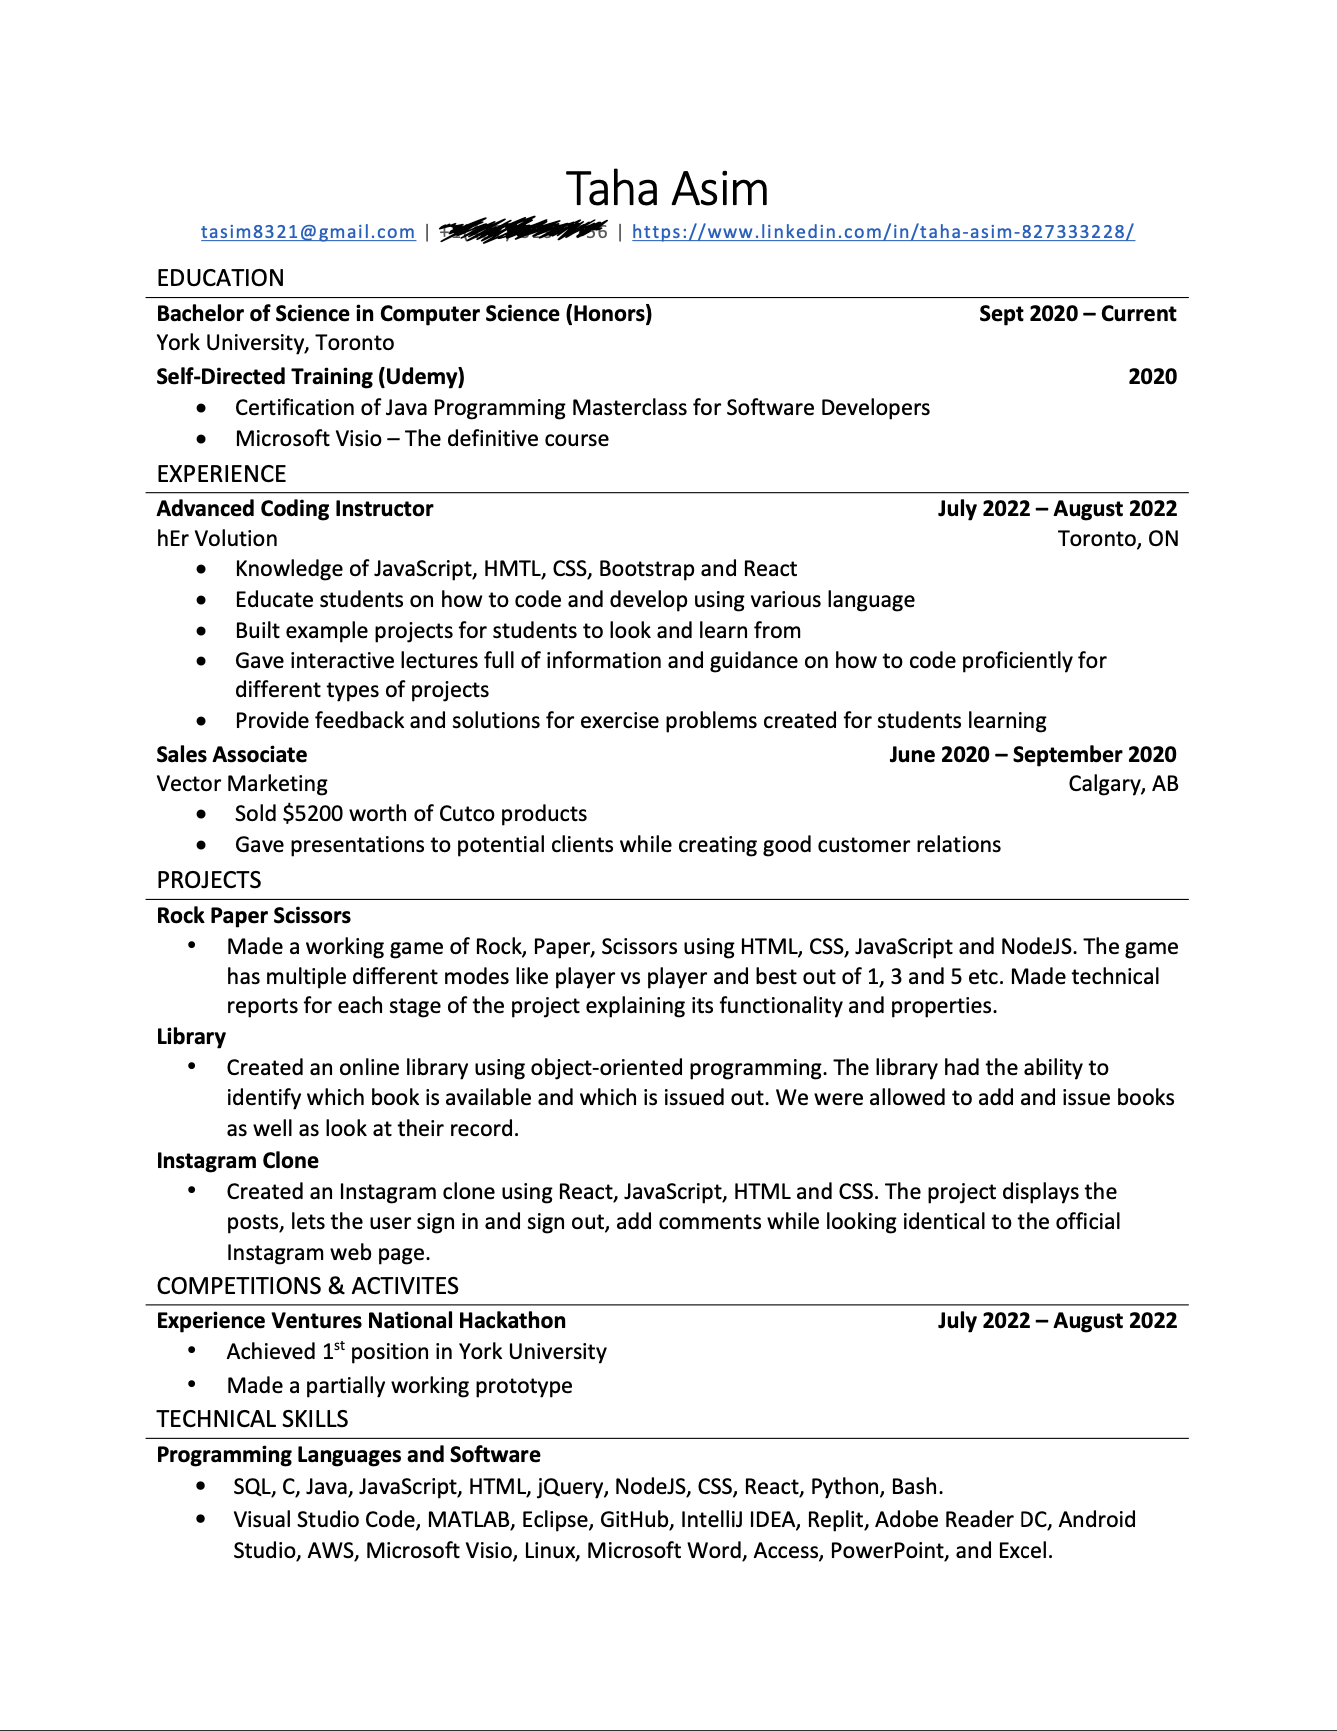 Taha Asim
tasim8321@gmail.com | 36 | https://www.linkedin.com/in/taha-asim-827333228/
EDUCATION
Bachelor of Science in Computer Science (Honors) Sept 2020 – Current
York University, Toronto
Self-Directed Training (Udemy) 2020
• Certification of Java Programming Masterclass for Software Developers
• Microsoft Visio – The definitive course
EXPERIENCE
Advanced Coding Instructor July 2022 – August 2022
hEr Volution Toronto, ON
• Knowledge of JavaScript, HMTL, CSS, Bootstrap and React
• Educate students on how to code and develop using various language
• Built example projects for students to look and learn from
• Gave interactive lectures full of information and guidance on how to code proficiently for
different types of projects
• Provide feedback and solutions for exercise problems created for students learning
Sales Associate June 2020 – September 2020
Vector Marketing Calgary, AB
• Sold $5200 worth of Cutco products
• Gave presentations to potential clients while creating good customer relations
PROJECTS
Rock Paper Scissors
• Made a working game of Rock, Paper, Scissors using HTML, CSS, JavaScript and NodeJS. The game
has multiple different modes like player vs player and best out of 1, 3 and 5 etc. Made technical
reports for each stage of the project explaining its functionality and properties.
Library
• Created an online library using object-oriented programming. The library had the ability to
identify which book is available and which is issued out. We were allowed to add and issue books
as well as look at their record.
Instagram Clone
• Created an Instagram clone using React, JavaScript, HTML and CSS. The project displays the
posts, lets the user sign in and sign out, add comments while looking identical to the official
Instagram web page.
COMPETITIONS & ACTIVITES
Experience Ventures National Hackathon July 2022 – August 2022
• Achieved 1st position in York University
• Made a partially working prototype
TECHNICAL SKILLS
Programming Languages and Software
• SQL, C, Java, JavaScript, HTML, jQuery, NodeJS, CSS, React, Python, Bash.
• Visual Studio Code, MATLAB, Eclipse, GitHub, IntelliJ IDEA, Replit, Adobe Reader DC, Android
Studio, AWS, Microsoft Visio, Linux, Microsoft Word, Access, PowerPoint, and Excel.